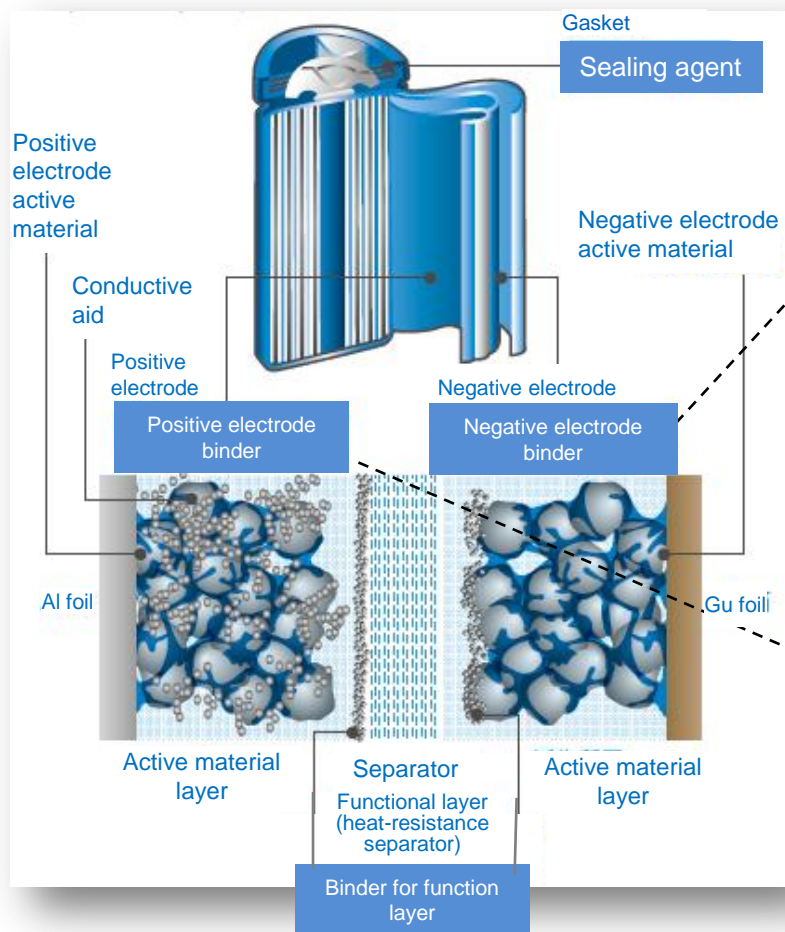 Gasket
Sealing agent
Positive
electrode
active
material
Negative electrode
active material
Conductive
aid
Positive
electrode
Negative electrode
Positive electrode
binder
Negative electrode
binder
Al foil
Gu foil
Active material
layer
Separator
Active material
layer
Functional layer
(heat-resistance
separator)
Binder for function
layer